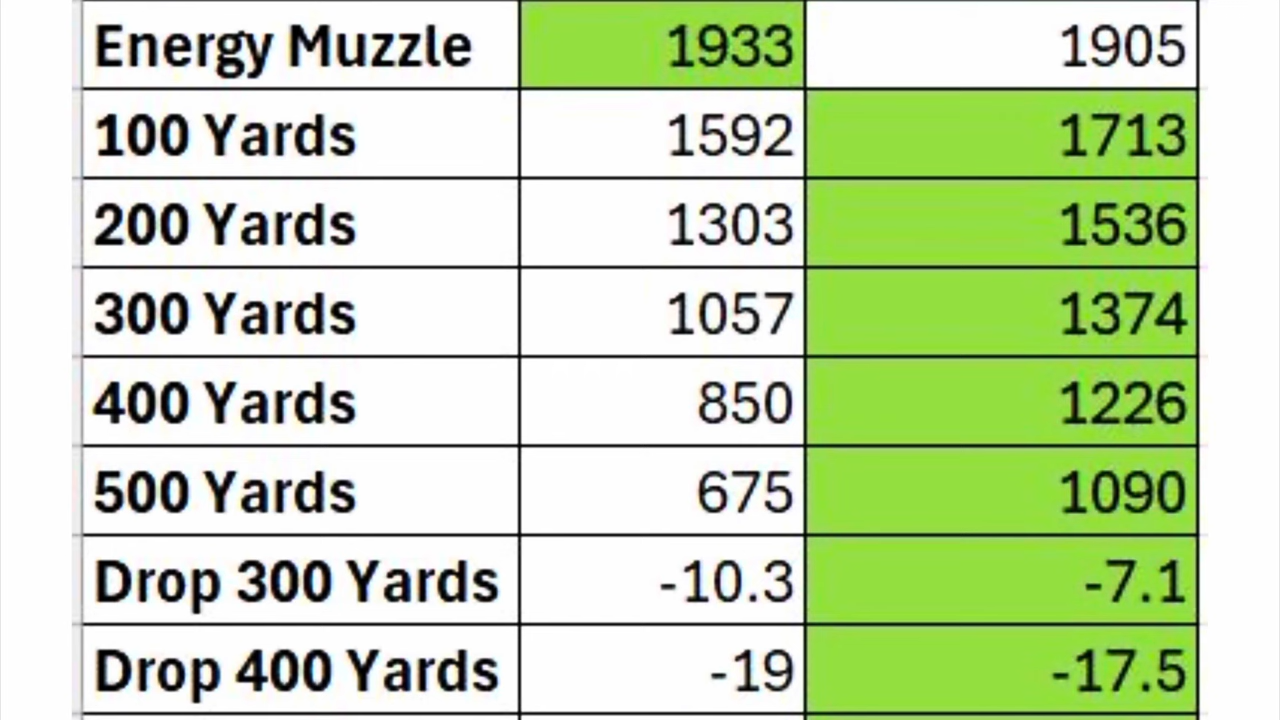 Energy Muzzle 1933 1905
100 Yards 1592 1713
200 Yards 1303 1536
300 Yards 1057 1374
400 Yards 850 1226
500 Yards 675 1090
Drop 300 Yards -10.3 -7.1
Drop 400 Yards -19 -17.5